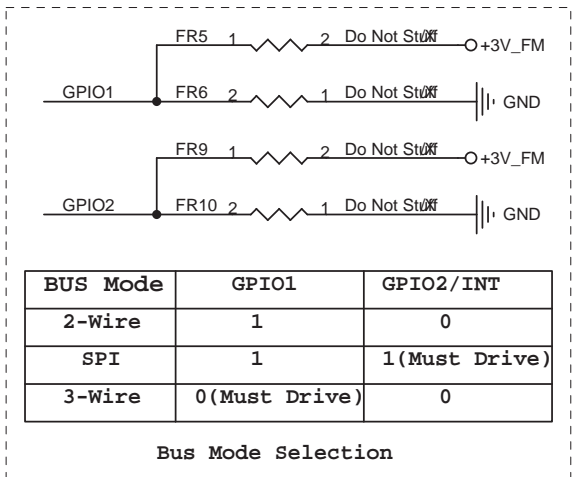 FR5 1 2 Do Not Stuff +3V_FM
GPIO1 FR6 2 1 Do Not Stuff GND
FR9 1 2 Do Not Stuff +3V_FM
GPIO2 FR10 2 1 Do Not Stuff GND
BUS Mode GPIO1 GPIO2/INT
2-Wire 1 0
SPI 1 1(Must Drive)
3-Wire 0(Must Drive) 0
Bus Mode Selection